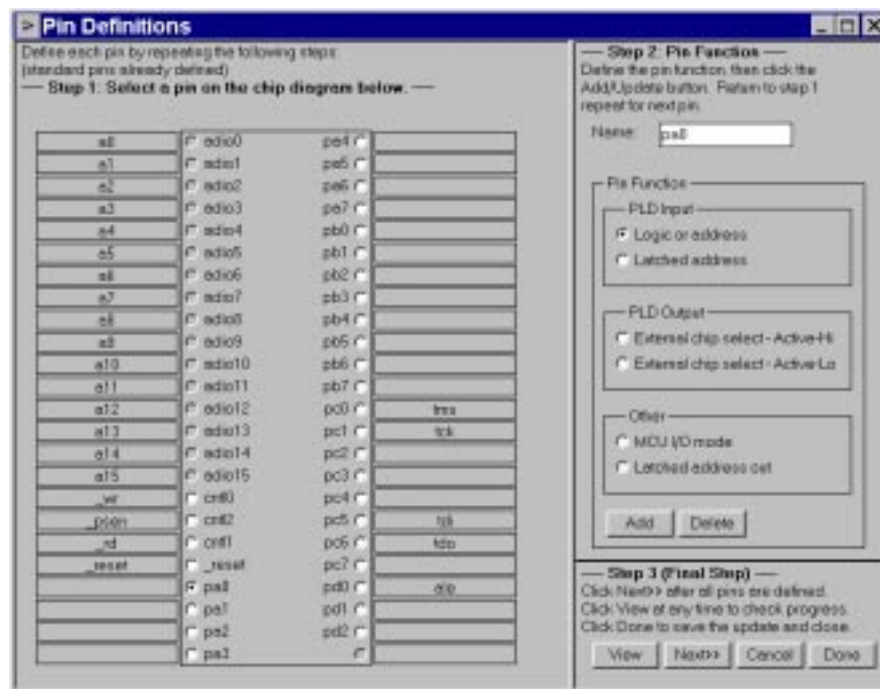 Pin Definitions
Define each pin by repeating the following steps:
(standard pins already defined)
Step 1: Select a pin on the chip diagram below.
a0 adio0 pa4
a1 adio1 pa5
a2 adio2 pa6
a3 adio3 pa7
a4 adio4 pb0
a5 adio5 pb1
a6 adio6 pb2
a7 adio7 pb3
a8 adio8 pb4
a9 adio9 pb5
a10 adio10 pb6
a11 adio11 pb7
a12 adio12 pc0 tms
a13 adio13 pc1 tck
a14 adio14 pc2
a15 adio15 pc3
_wr cntl0 pc4
_psen cntl2 pc5 tdi
_rd cntl1 pc6 tdo
_reset _reset pc7
pa0 pd0 ale
pa1 pd1
pa2 pd2
pa3
Step 2: Pin Function
Define the pin function, then click the
Add/Update button. Return to step 1
repeat for next pin.
Name: pa0
Pin Function
PLD Input
Logic or address
Latched address
PLD Output
External chip select - Active-Hi
External chip select - Active-Lo
Other
MCU I/O mode
Latched address out
Add Delete
Step 3 (Final Step)
Click Next>> after all pins are defined.
Click View at any time to check progress.
Click Done to save the update and close.
View Next>> Cancel Done